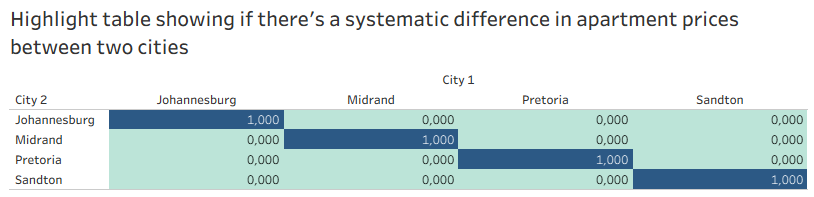 Highlight table showing if there's a systematic difference in apartment prices
between two cities
City 1
City 2 Johannesburg Midrand Pretoria Sandton
Johannesburg 1,000 0,000 0,000 0,000
Midrand 0,000 1,000 0,000 0,000
Pretoria 0,000 0,000 1,000 0,000
Sandton 0,000 0,000 0,000 1,000